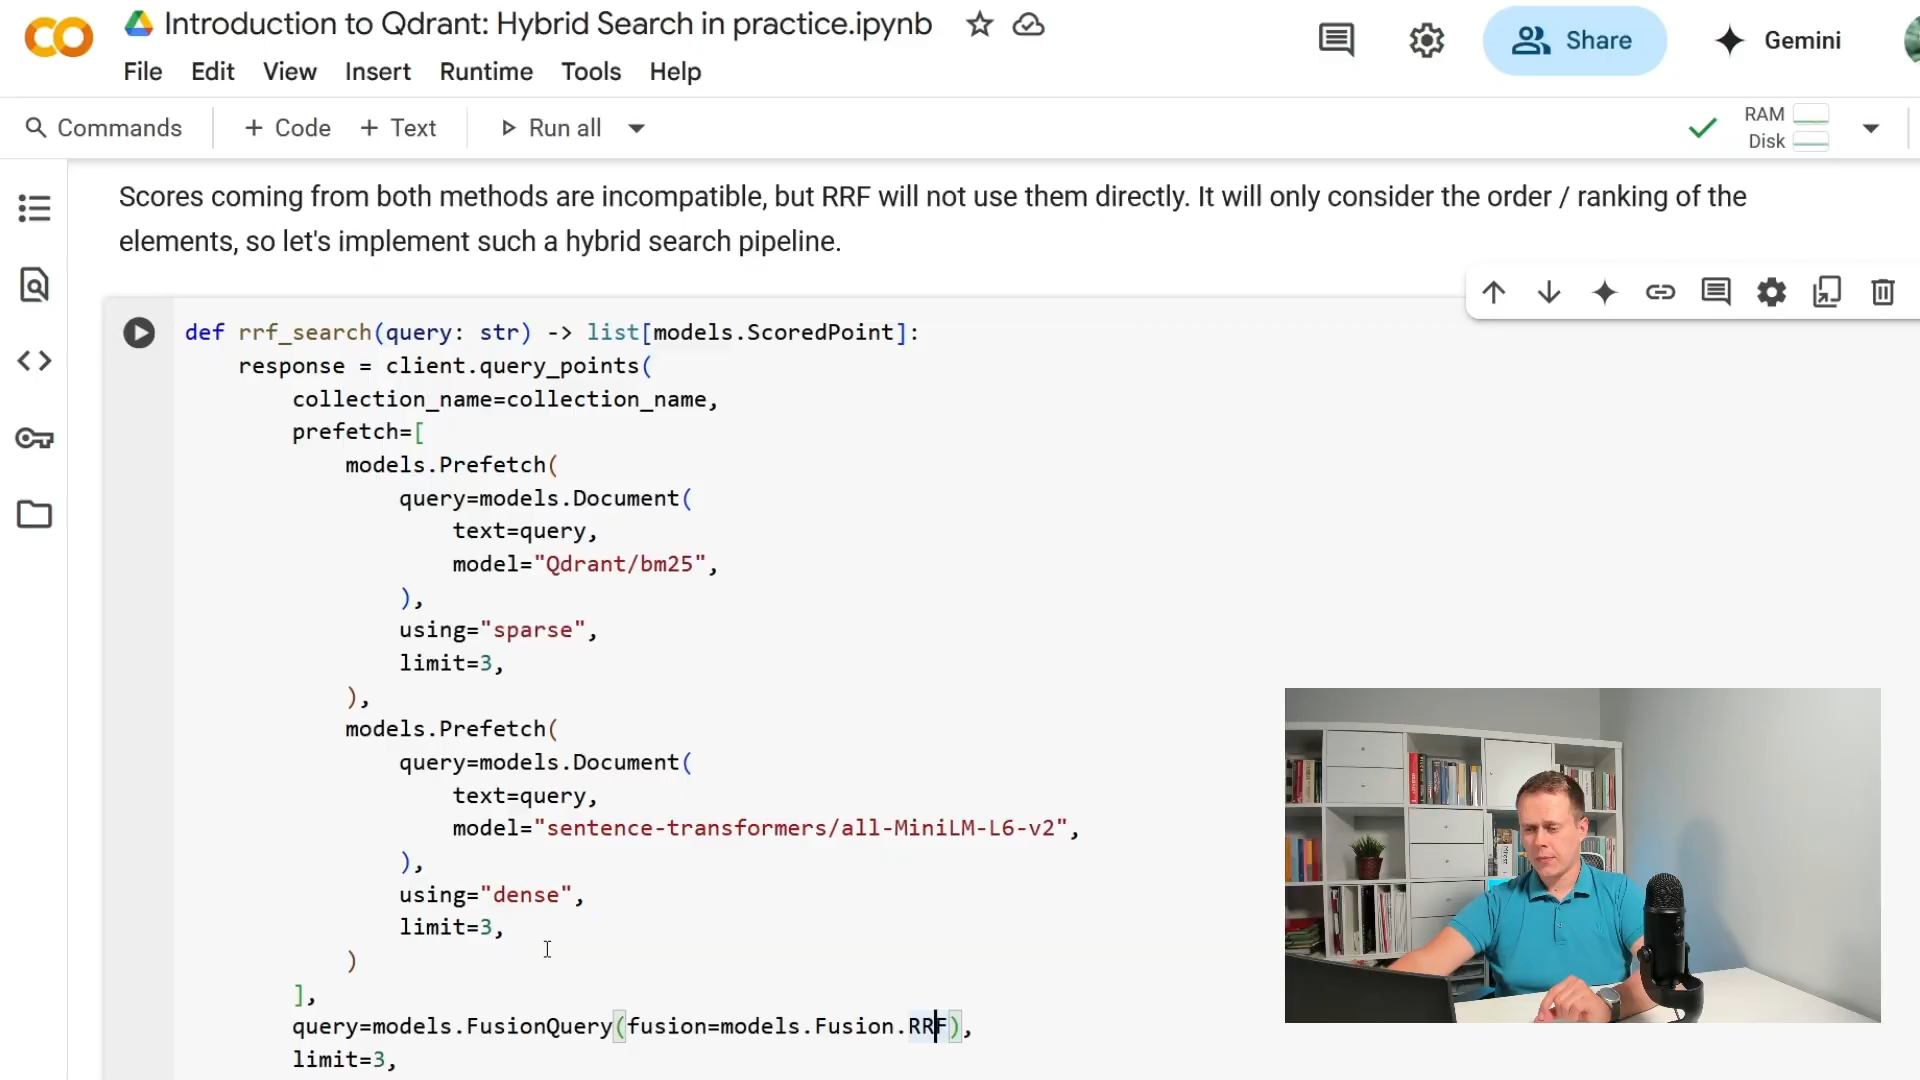 Introduction to Qdrant: Hybrid Search in practice.ipynb
Share
Gemini
File Edit View Insert Runtime Tools Help
Commands + Code + Text Run all
RAM
Disk
Scores coming from both methods are incompatible, but RRF will not use them directly. It will only consider the order / ranking of the
elements, so let's implement such a hybrid search pipeline.
def rrf_search(query: str) -> list[models.ScoredPoint]:
    response = client.query_points(
        collection_name=collection_name,
        prefetch=[
            models.Prefetch(
                query=models.Document(
                    text=query,
                    model="Qdrant/bm25",
                ),
                using="sparse",
                limit=3,
            ),
            models.Prefetch(
                query=models.Document(
                    text=query,
                    model="sentence-transformers/all-MiniLM-L6-v2",
                ),
                using="dense",
                limit=3,
            )
        ],
        query=models.FusionQuery(fusion=models.Fusion.RRF),
        limit=3,